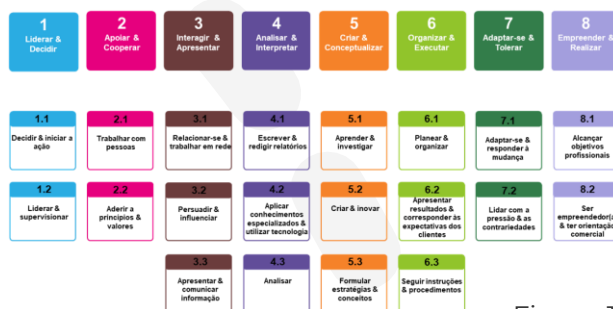 1
Liderar &
Decidir
2
Apoiar &
Cooperar
3
Interagir &
Apresentar
4
Analisar &
Interpretar
5
Criar &
Conceptualizar
6
Organizar &
Executar
7
Adaptar-se &
Tolerar
8
Empreender &
Realizar
1.1
Decidir & iniciar a
ação
2.1
Trabalhar com
pessoas
3.1
Relacionar-se &
trabalhar em rede
4.1
Escrever &
redigir relatórios
5.1
Aprender &
investigar
6.1
Planear &
organizar
7.1
Adaptar-se &
responder à
mudança
8.1
Alcançar
objetivos
profissionais
1.2
Liderar &
supervisionar
2.2
Aderir a
princípios &
valores
3.2
Persuadir &
influenciar
4.2
Aplicar
conhecimentos
especializados &
utilizar tecnologia
5.2
Criar & inovar
6.2
Apresentar
resultados &
corresponder às
expectativas dos
clientes
7.2
Lidar com a
pressão & as
contrariedades
8.2
Ser
empreendedor(a
& ter orientação
comercial
3.3
Apresentar &
comunicar
informação
4.3
Analisar
5.3
Formular
estratégias &
conceitos
6.3
Seguir instruções
& procedimentos